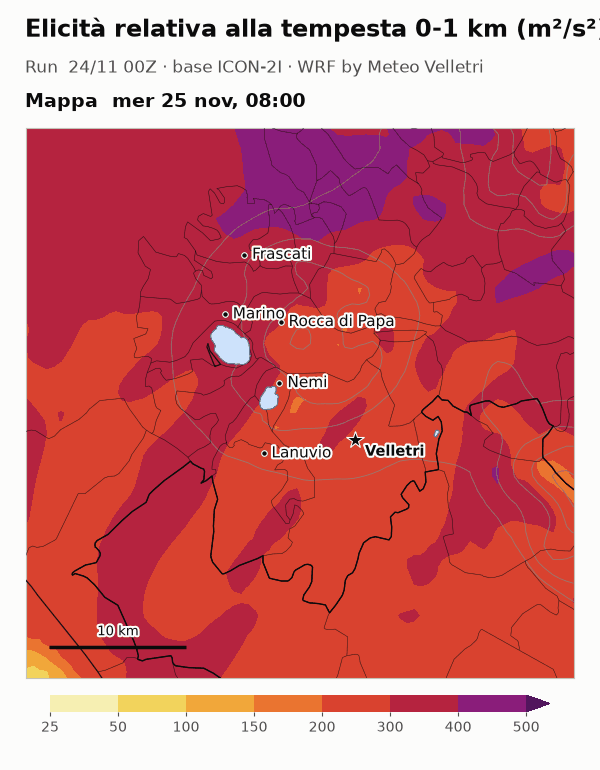 Elicità relativa alla tempesta 0-1 km (m²/s²)
Run 24/11 00Z · base ICON-2I · WRF by Meteo Velletri
Mappa mer 25 nov, 08:00
Frascati
Marino
Rocca di Papa
Nemi
Velletri
Lanuvio
10 km
25 50 100 150 200 300 400 500